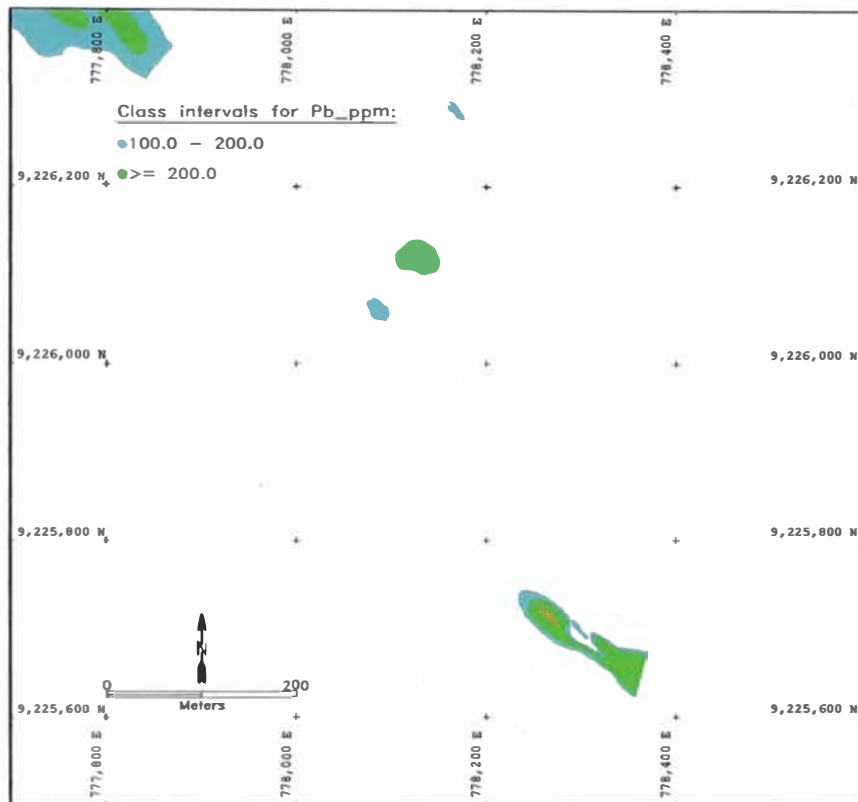 777,800 E
778,000 E
778,200 E
778,400 E
Class intervals for Pb_ppm:
100.0 - 200.0
>= 200.0
9,226,200 N
9,226,200 N
9,226,000 N
9,226,000 N
9,225,800 N
9,225,800 N
N
0 200
Meters
9,225,600 N
9,225,600 N
777,800 E
778,000 E
778,200 E
778,400 E